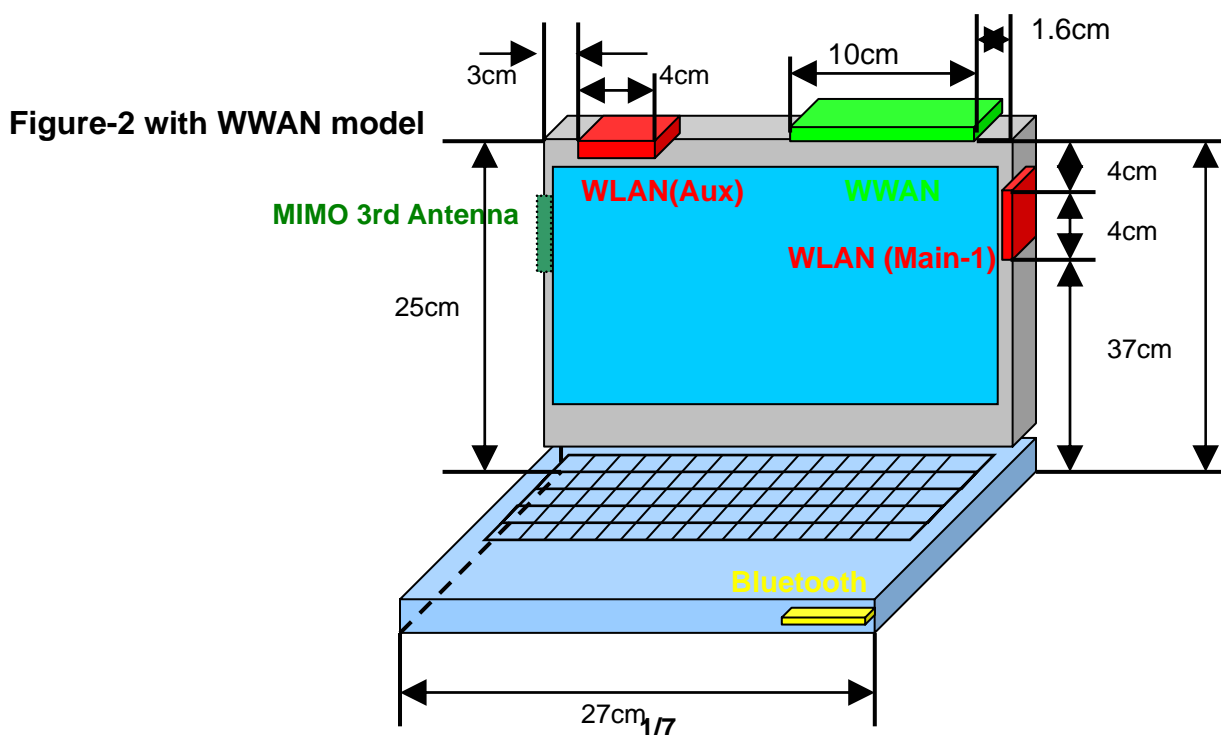 1.6cm
10cm
3cm
4cm
Figure-2 with WWAN model
4cm
WLAN(Aux)
WWAN
MIMO 3rd Antenna
4cm
WLAN (Main-1)
25cm
37cm
Bluetooth
27cm
1/7